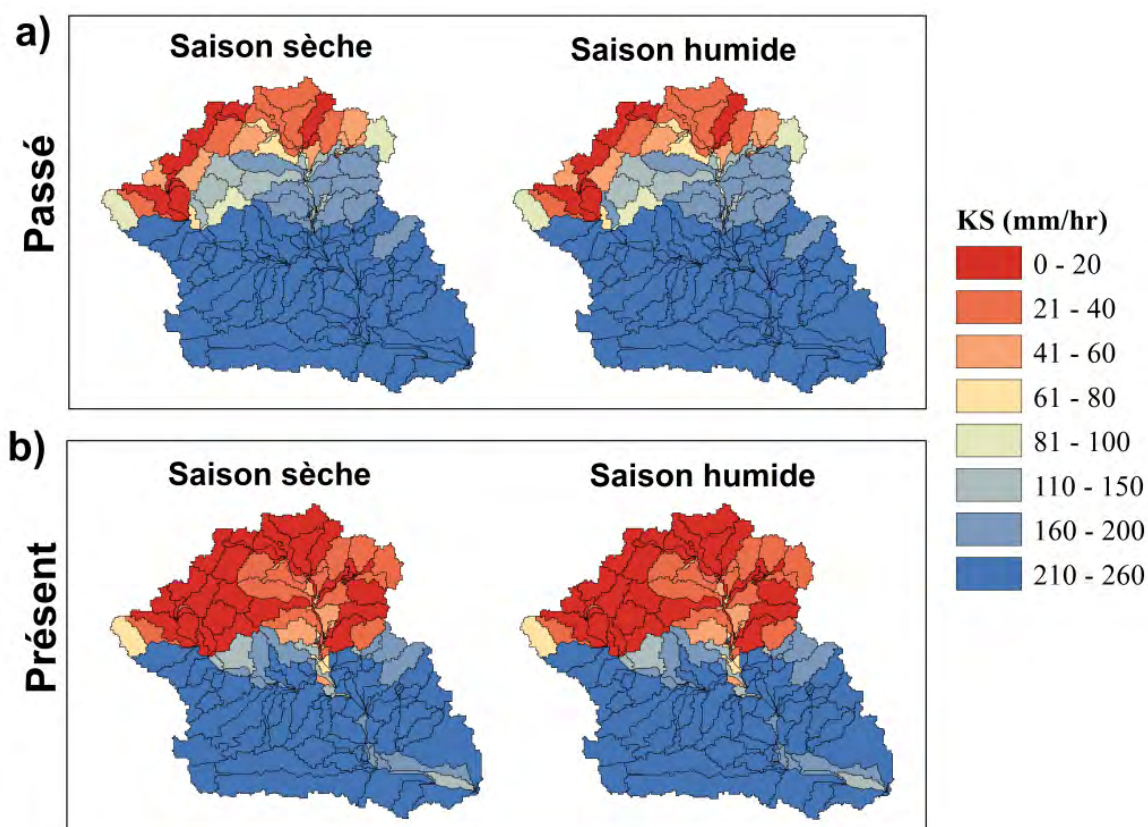 a)
Saison sèche
Saison humide
Passé
KS (mm/hr)
0 - 20
21 - 40
41 - 60
61 - 80
81 - 100
110 - 150
160 - 200
210 - 260
b)
Saison sèche
Saison humide
Présent